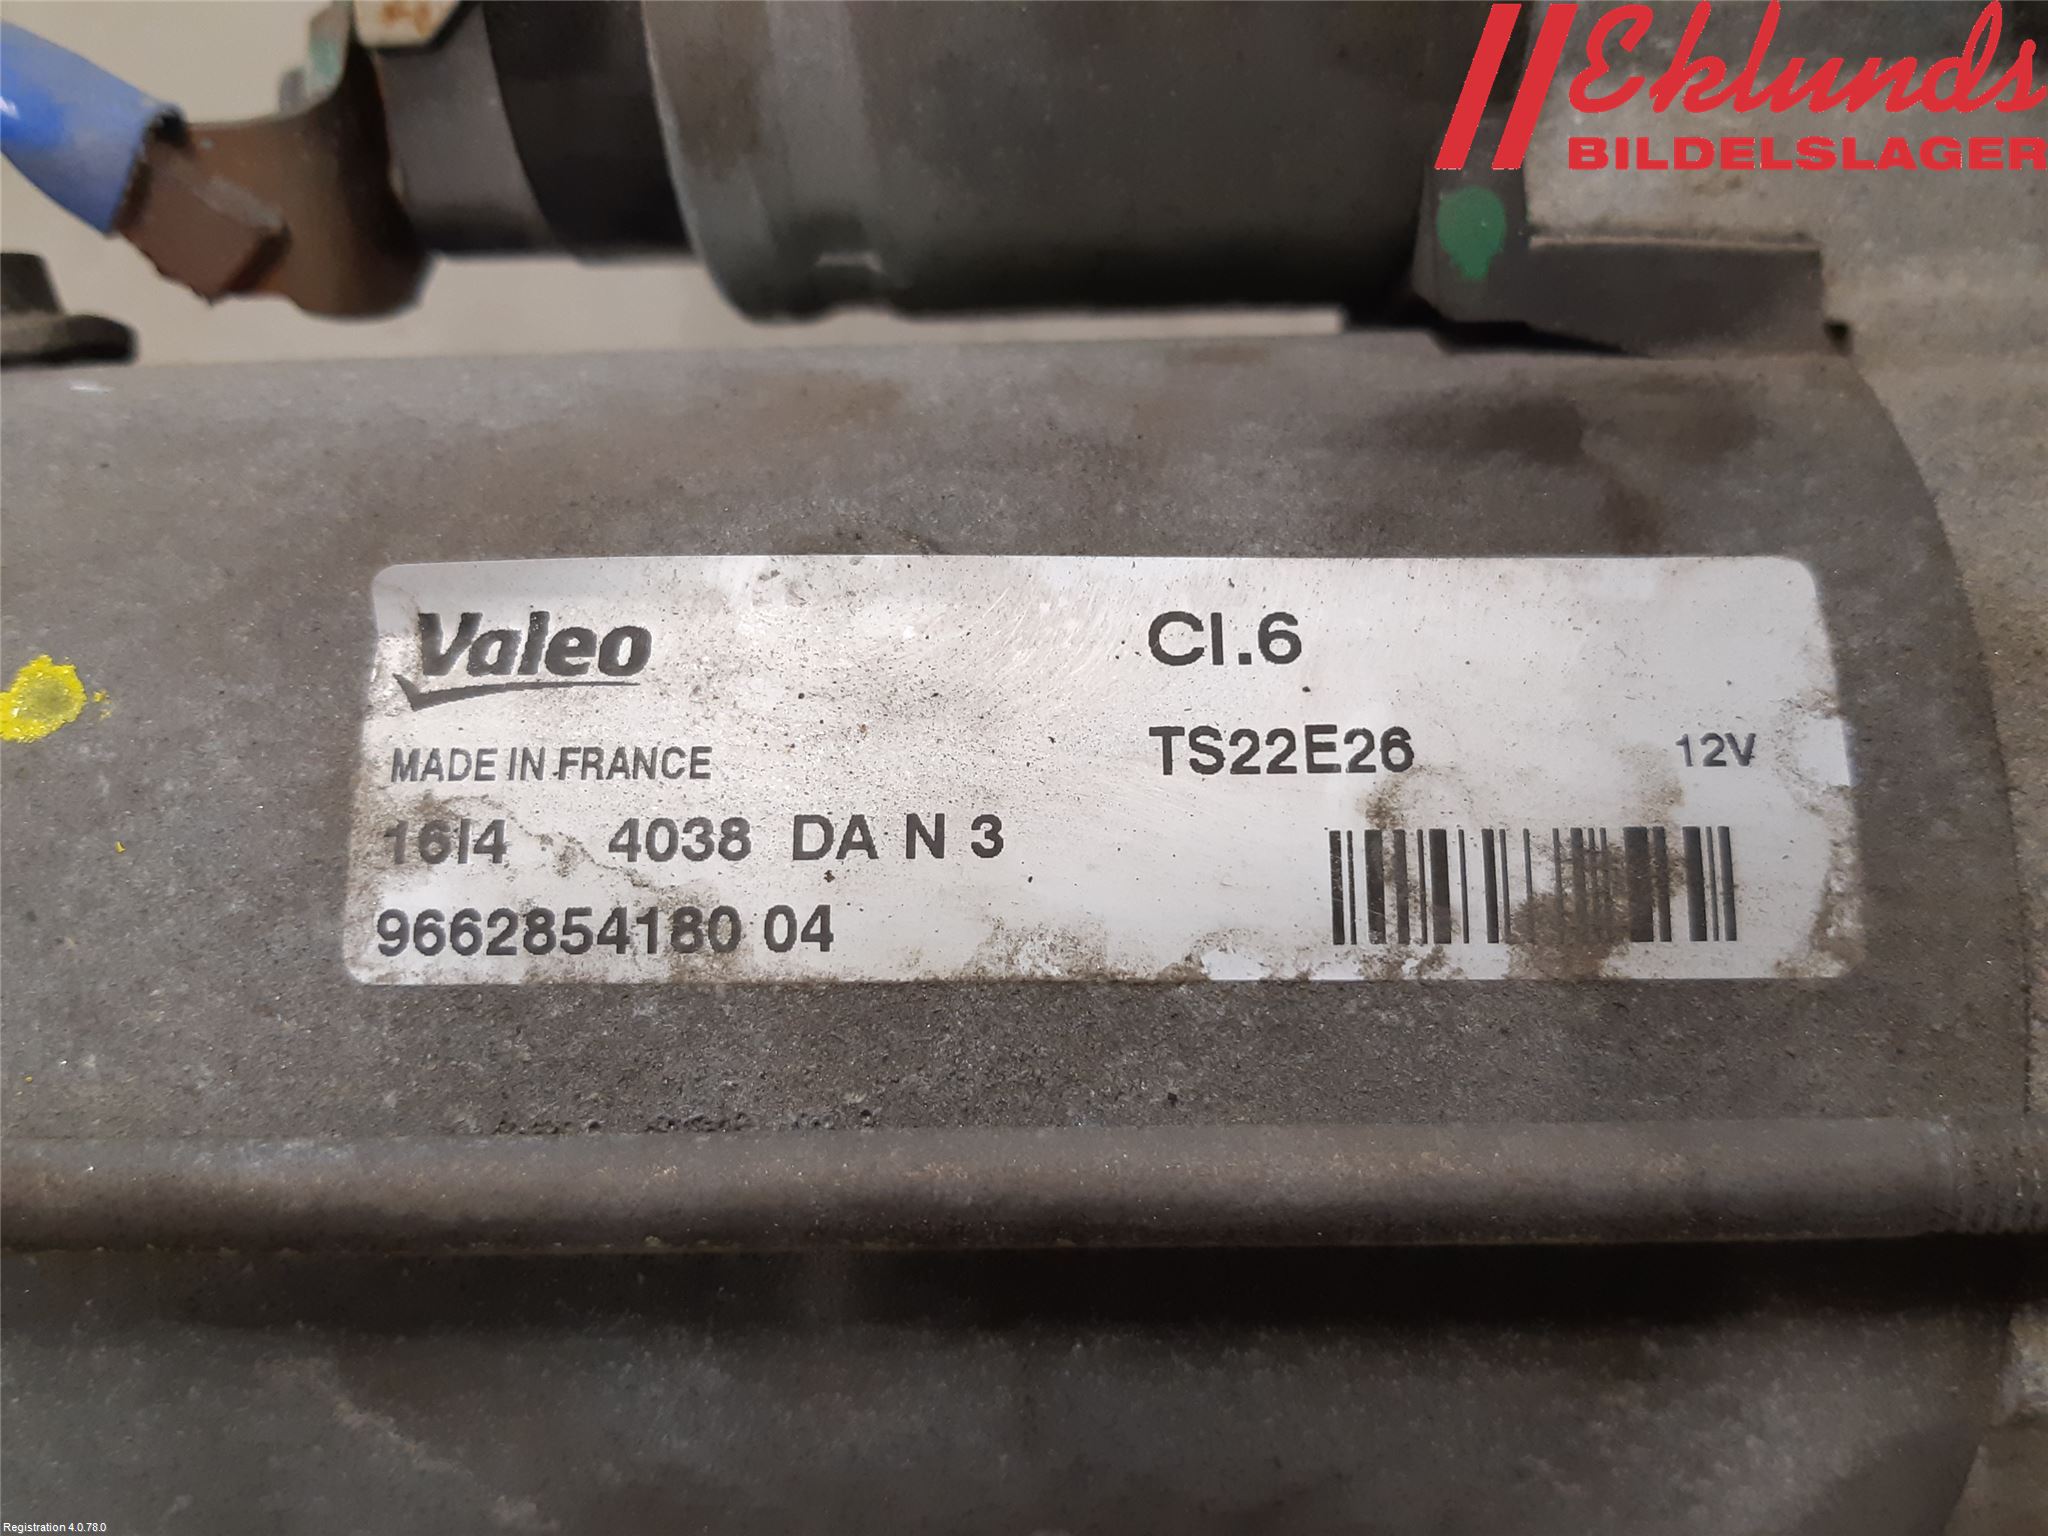 Eklunds
BILDELSLAGER
Valeo
Cl.6
MADE IN FRANCE
TS22E26 12V
16I4 4038 DA N 3
9662854180 04
Registration 4.0.78.0